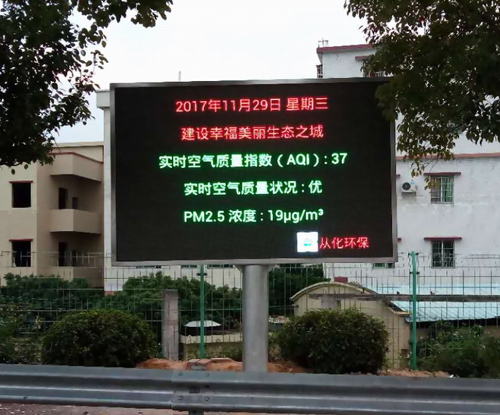 2017年11月29日 星期三
建设幸福美丽生态之城
实时空气质量指数（AQI）: 37
实时空气质量状况 : 优
PM2.5 浓度 : 19μg/m³
从化环保